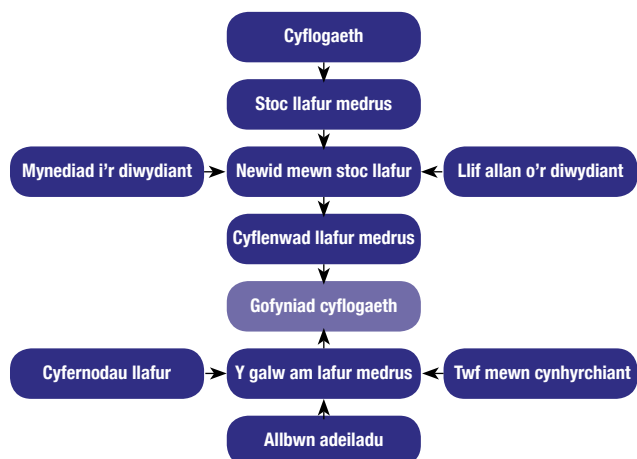 Cyflogaeth
Stoc llafur medrus
Mynediad i'r diwydiant
Newid mewn stoc llafur
Llif allan o'r diwydiant
Cyflenwad llafur medrus
Gofyniad cyflogaeth
Cyfernodau llafur
Y galw am lafur medrus
Twf mewn cynhyrchiant
Allbwn adeiladu